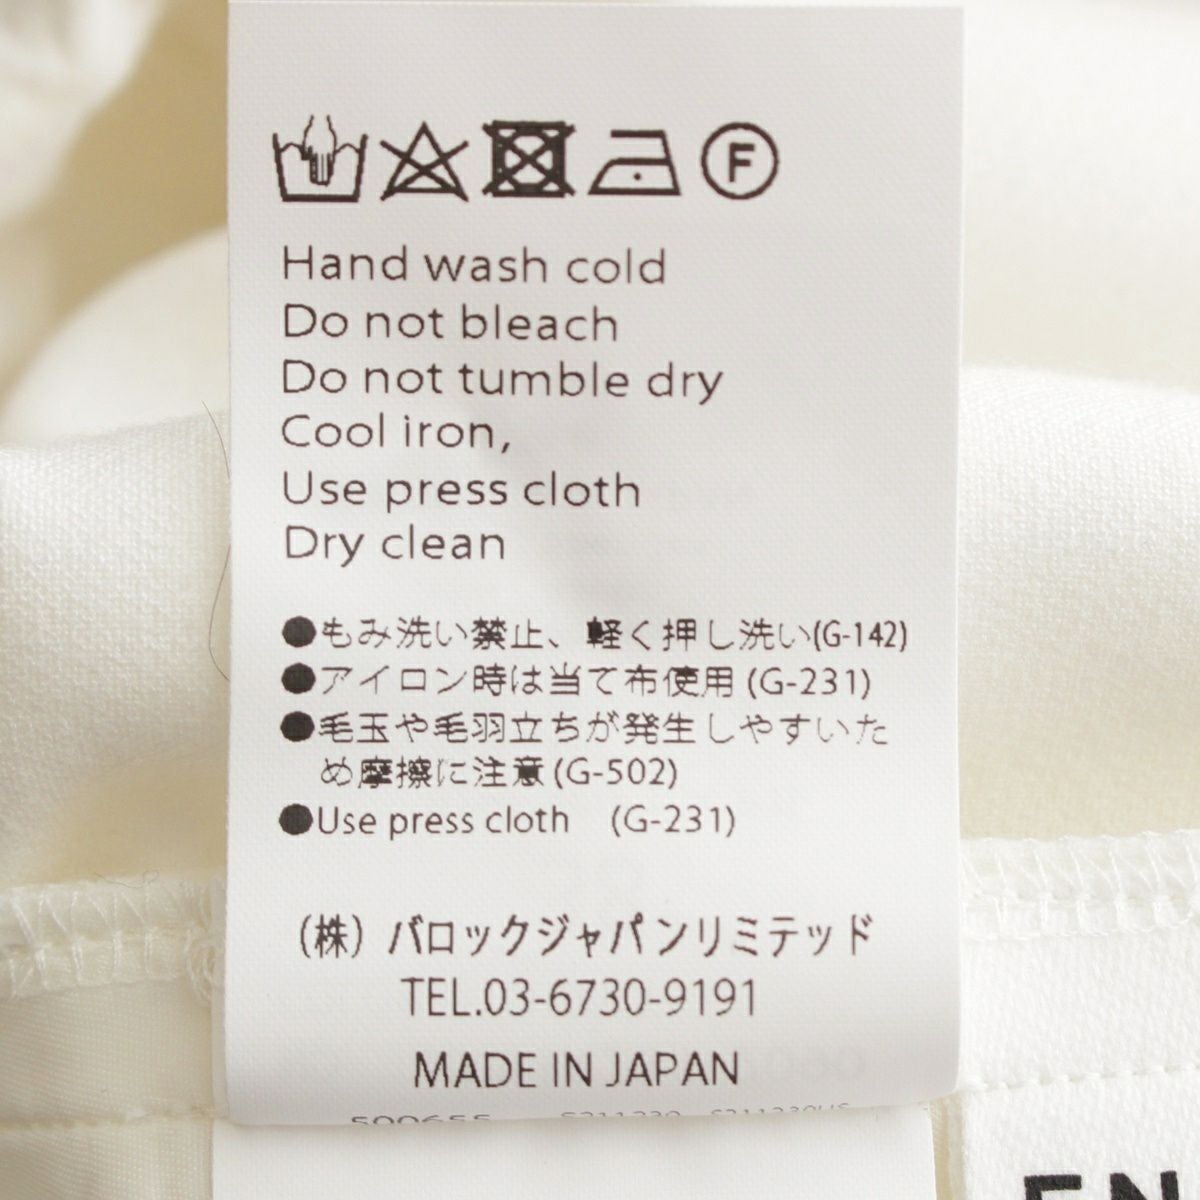 F
Hand wash cold
Do not bleach
Do not tumble dry
Cool iron,
Use press cloth
Dry clean
●もみ洗い禁止、軽く押し洗い(G-142)
●アイロン時は当て布使用 (G-231)
●毛玉や毛羽立ちが発生しやすいた
め摩擦に注意(G-502)
●Use press cloth (G-231)
(株) バロックジャパンリミテッド
TEL.03-6730-9191
MADE IN JAPAN